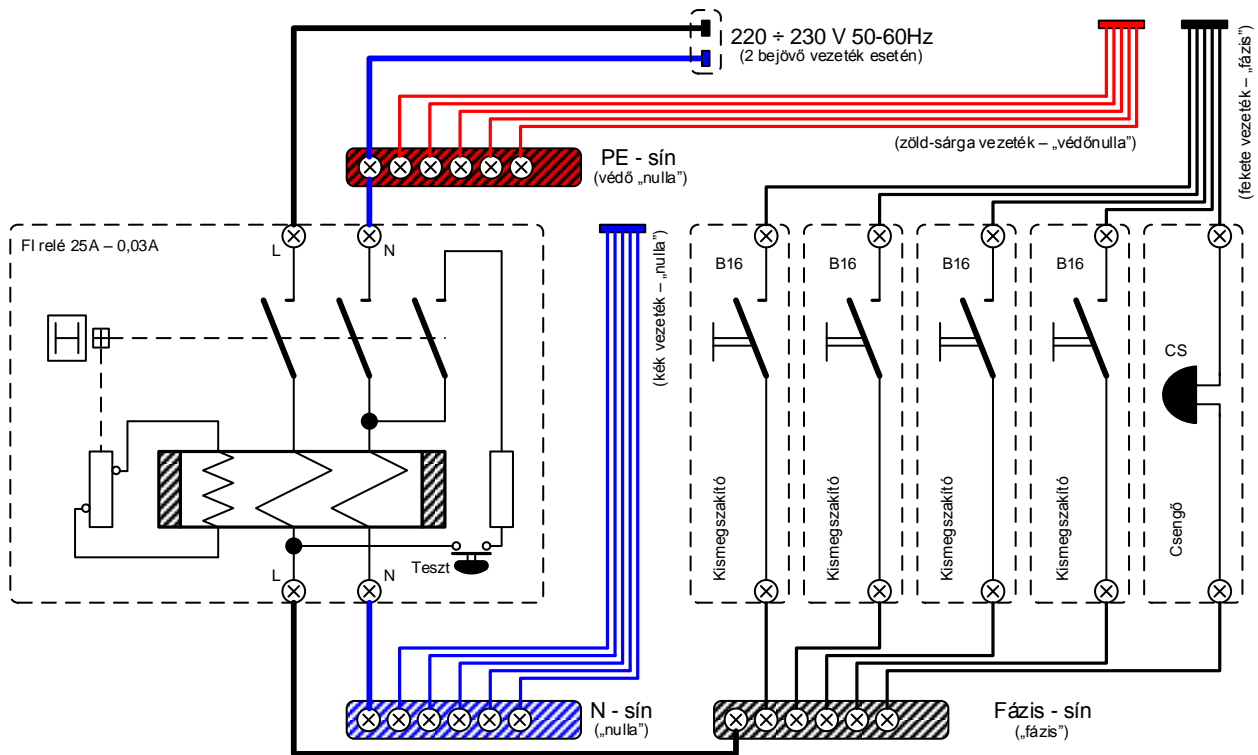 220 ÷ 230 V 50-60Hz
(2 bejövő vezeték esetén)
(fekete vezeték – „fázis”)
(zöld-sárga vezeték – „védőnulla”)
PE - sín
(védő „nulla”)
FI relé 25A – 0,03A
L
N
(kék vezeték – „nulla”)
B16
B16
B16
B16
CS
Kismegszakító
Kismegszakító
Kismegszakító
Kismegszakító
Csengő
Teszt
L
N
N - sín
(„nulla”)
Fázis - sín
(„fázis”)